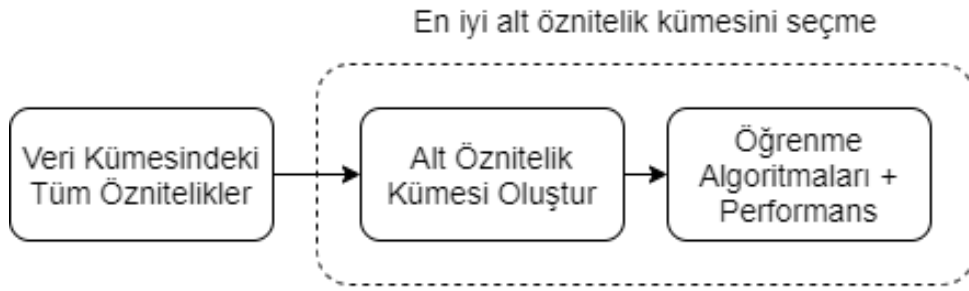 En iyi alt öznitelik kümesini seçme
Veri Kümesindeki
Tüm Öznitelikler
Alt Öznitelik
Kümesi Oluştur
Öğrenme
Algoritmaları +
Performans